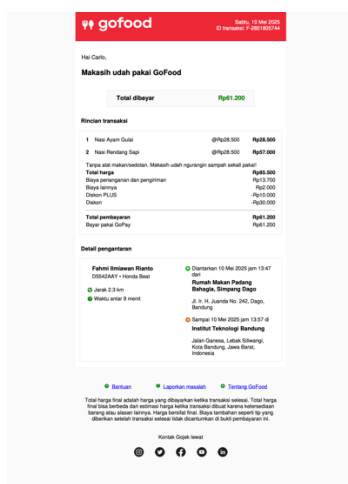 gofood
Sabtu, 10 Mei 2025
ID transaksi: F-2851805744
Hai Carlo,
Makasih udah pakai GoFood
Total dibayar Rp61.200
Rincian transaksi
1 Nasi Ayam Gulai @Rp28.500 Rp28.500
2 Nasi Rendang Sapi @Rp28.500 Rp57.000
Tanpa alat makan/sedotan. Makasih udah ngurangin sampah sekali pakai!
Total harga Rp85.500
Biaya penanganan dan pengiriman Rp13.700
Biaya lainnya Rp2.000
Diskon PLUS -Rp10.000
Diskon -Rp30.000
Total pembayaran Rp61.200
Bayar pakai GoPay Rp61.200
Detail pengantaran
Fahmi Ilmiawan Rianto
D5542AAY • Honda Beat
Jarak 2.3 km
Waktu antar 9 menit
Diantarkan 10 Mei 2025 jam 13:47
dari
Rumah Makan Padang
Bahagia, Simpang Dago
Jl. Ir. H. Juanda No. 242, Dago,
Bandung
Sampai 10 Mei 2025 jam 13:57 di
Institut Teknologi Bandung
Jalan Ganesa, Lebak Siliwangi,
Kota Bandung, Jawa Barat,
Indonesia
Bantuan Laporkan masalah Tentang GoFood
Total harga final adalah harga yang dibayarkan ketika transaksi selesai. Total harga
final bisa berbeda dari estimasi harga ketika transaksi dibuat karena ketersediaan
barang atau alasan lainnya. Harga bersifat final. Biaya tambahan seperti tip yang
diberikan setelah transaksi selesai tidak dicantumkan di bukti pembayaran ini.
Kontak Gojek lewat